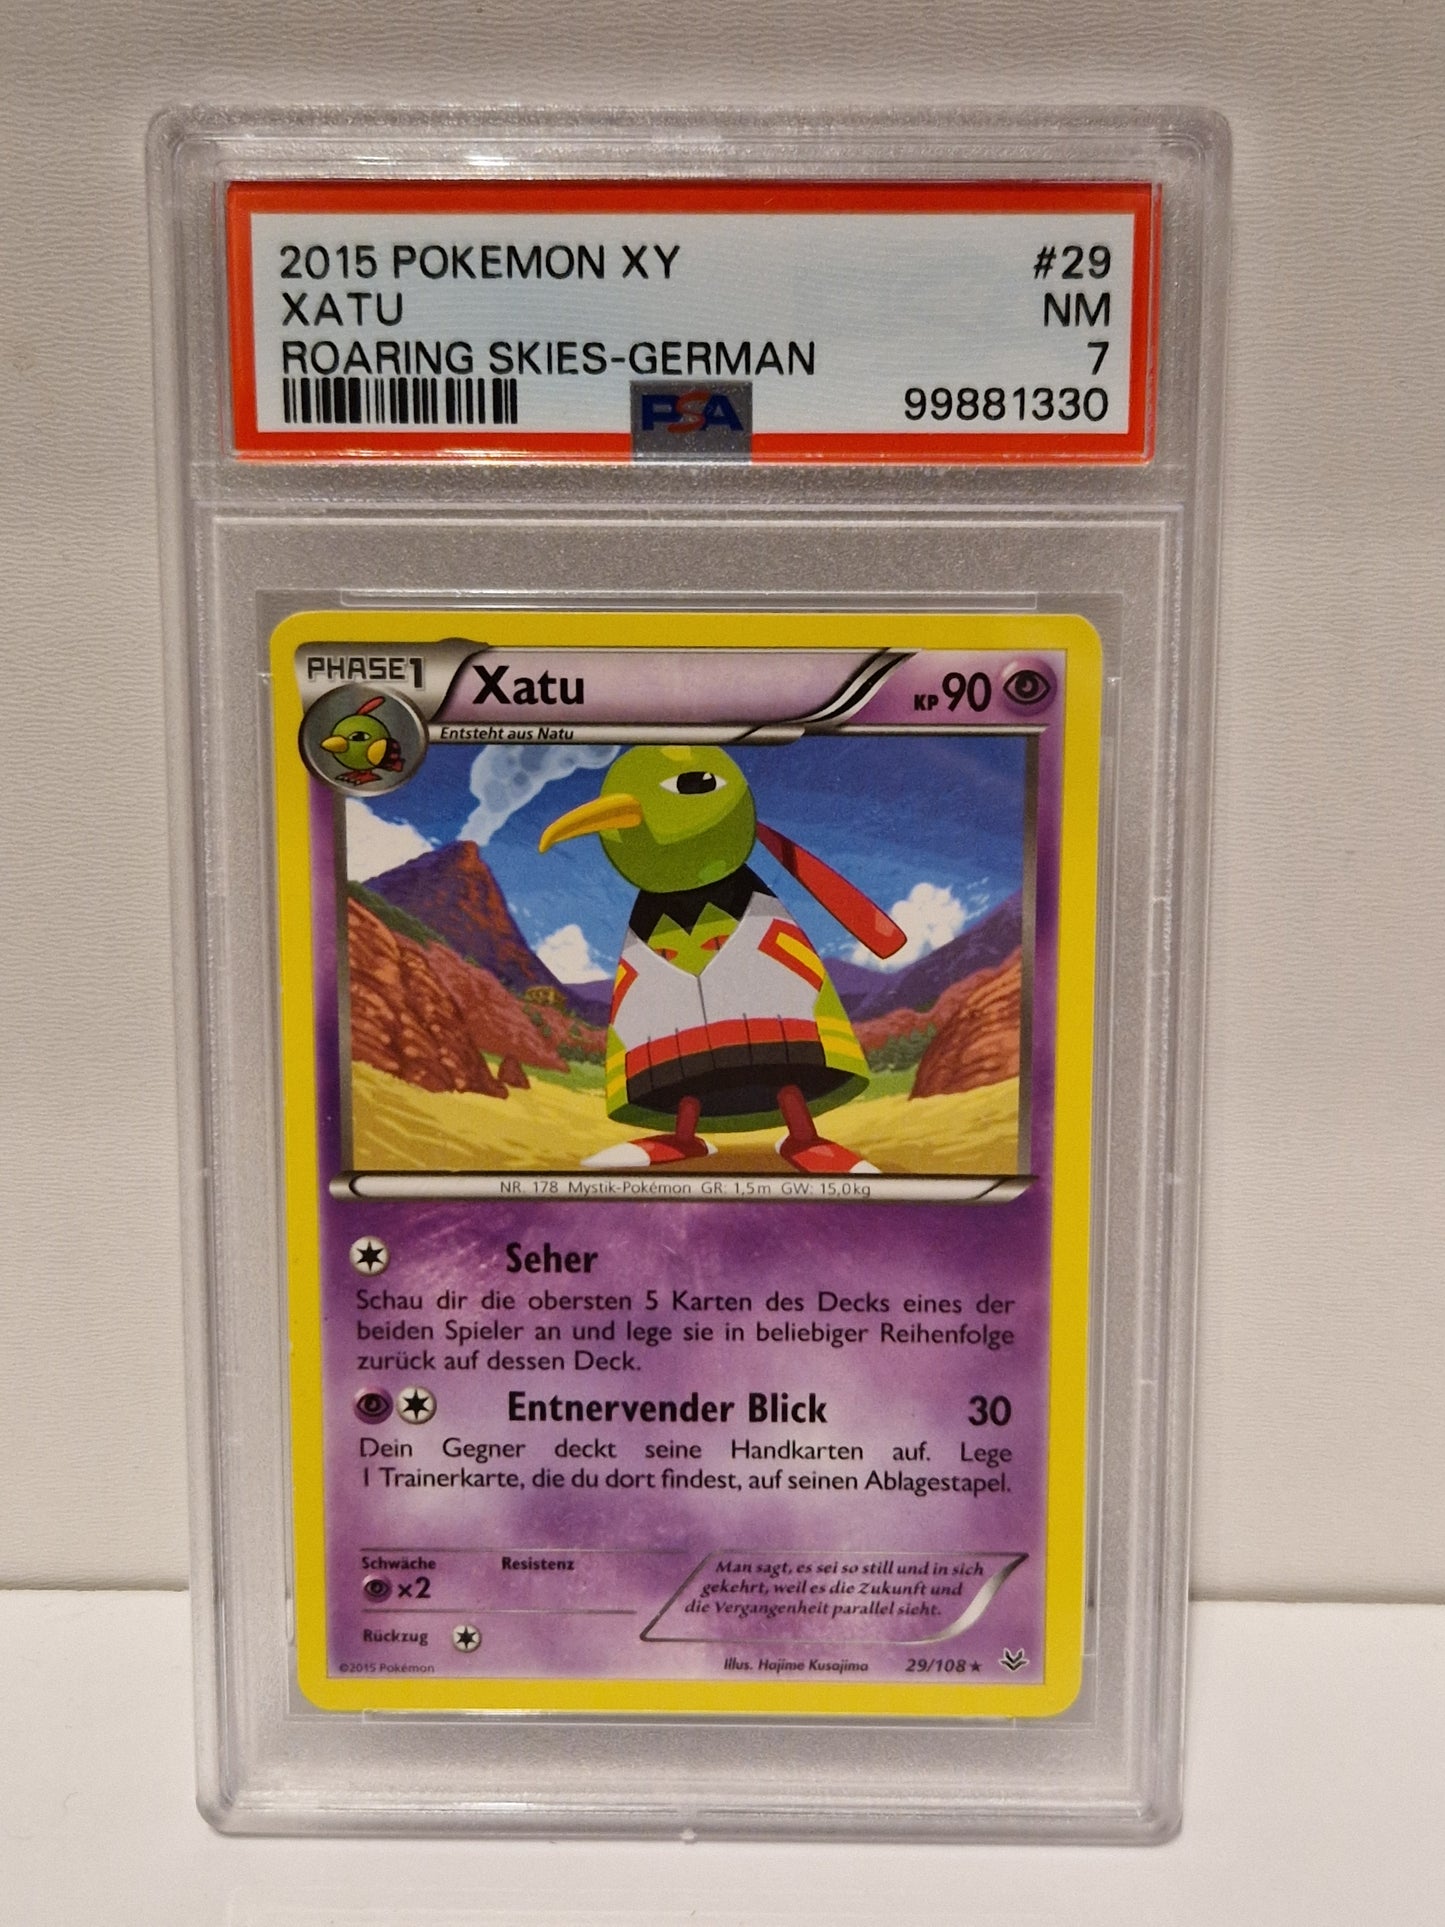 2015 POKEMON XY #29
XATU NM
ROARING SKIES-GERMAN 7
PSA 99881330
PHASE 1 Xatu KP 90
Entsteht aus Natu
NR. 178 Mystik-Pokémon GR: 1,5m GW: 15,0kg
Seher
Schau dir die obersten 5 Karten des Decks eines der
beiden Spieler an und lege sie in beliebiger Reihenfolge
zurück auf dessen Deck.
Entnervender Blick 30
Dein Gegner deckt seine Handkarten auf. Lege
1 Trainerkarte, die du dort findest, auf seinen Ablagestapel.
Schwäche Resistenz
×2
Rückzug
Man sagt, es sei so still und in sich
gekehrt, weil es die Zukunft und
die Vergangenheit parallel sieht.
©2015 Pokémon Illus. Hajime Kusajima 29/108 ★